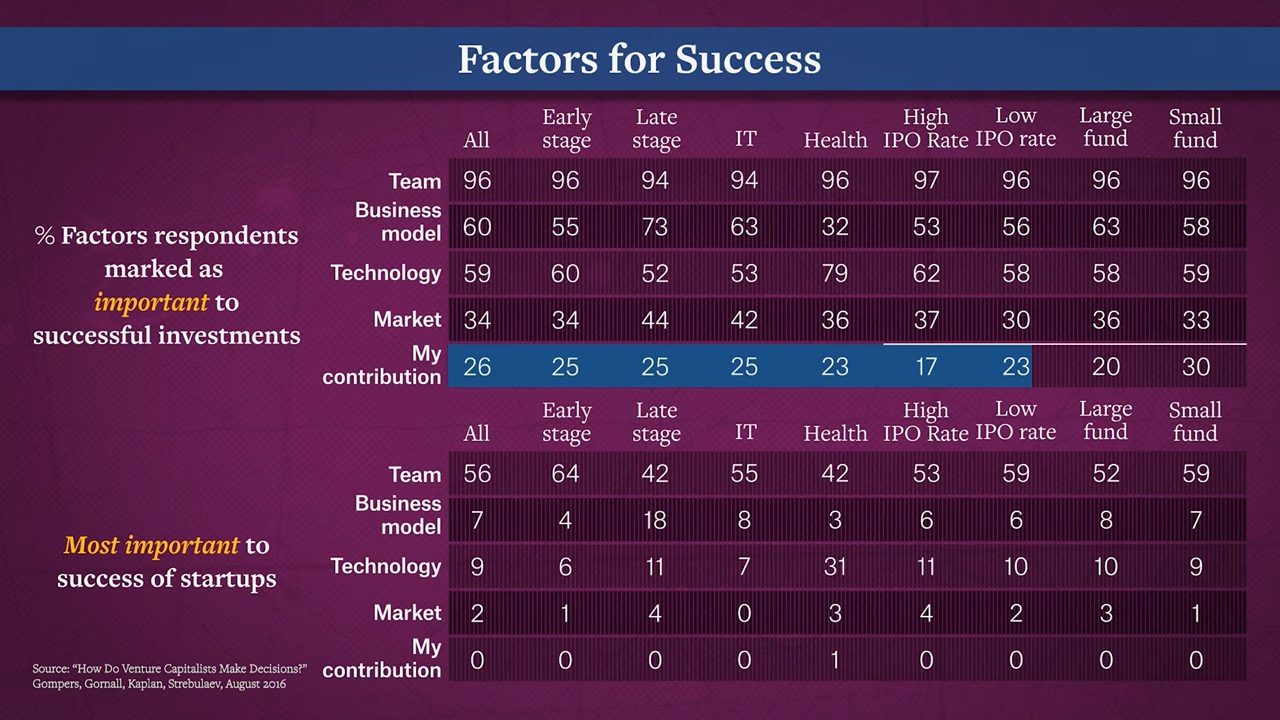 Factors for Success
All Early stage Late stage IT Health High IPO Rate Low IPO rate Large fund Small fund
% Factors respondents
marked as
important to
successful investments
Team 96 96 94 94 96 97 96 96 96
Business model 60 55 73 63 32 53 56 63 58
Technology 59 60 52 53 79 62 58 58 59
Market 34 34 44 42 36 37 30 36 33
My contribution 26 25 25 25 23 17 23 20 30
All Early stage Late stage IT Health High IPO Rate Low IPO rate Large fund Small fund
Most important to
success of startups
Team 56 64 42 55 42 53 59 52 59
Business model 7 4 18 8 3 6 6 8 7
Technology 9 6 11 7 31 11 10 10 9
Market 2 1 4 0 3 4 2 3 1
My contribution 0 0 0 0 1 0 0 0 0
Source: “How Do Venture Capitalists Make Decisions?”
Gompers, Gornall, Kaplan, Strebulaev, August 2016